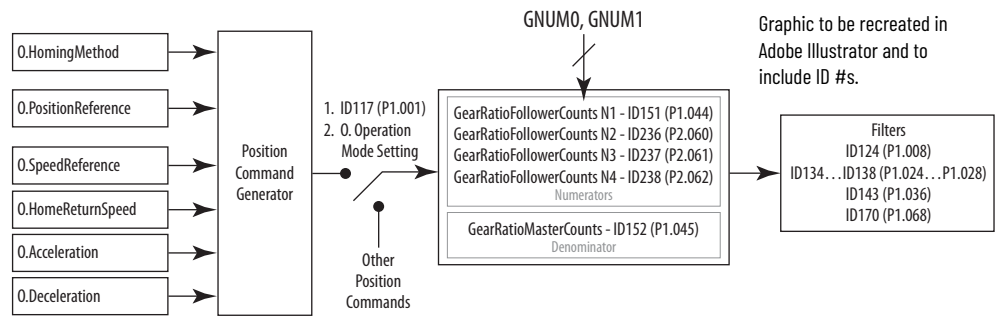 GNUM0, GNUM1
Graphic to be recreated in
Adobe Illustrator and to
include ID #s.
O.HomingMethod
O.PositionReference
O.SpeedReference
O.HomeReturnSpeed
O.Acceleration
O.Deceleration
Position
Command
Generator
1. ID117 (P1.001)
2. O. Operation
Mode Setting
Other
Position
Commands
GearRatioFollowerCounts N1 - ID151 (P1.044)
GearRatioFollowerCounts N2 - ID236 (P2.060)
GearRatioFollowerCounts N3 - ID237 (P2.061)
GearRatioFollowerCounts N4 - ID238 (P2.062)
Numerators
GearRatioMasterCounts - ID152 (P1.045)
Denominator
Filters
ID124 (P1.008)
ID134…ID138 (P1.024…P1.028)
ID143 (P1.036)
ID170 (P1.068)